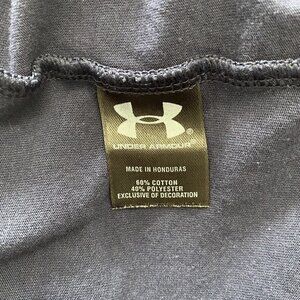 UNDER ARMOUR
MADE IN HONDURAS
60% COTTON
40% POLYESTER
EXCLUSIVE OF DECORATION